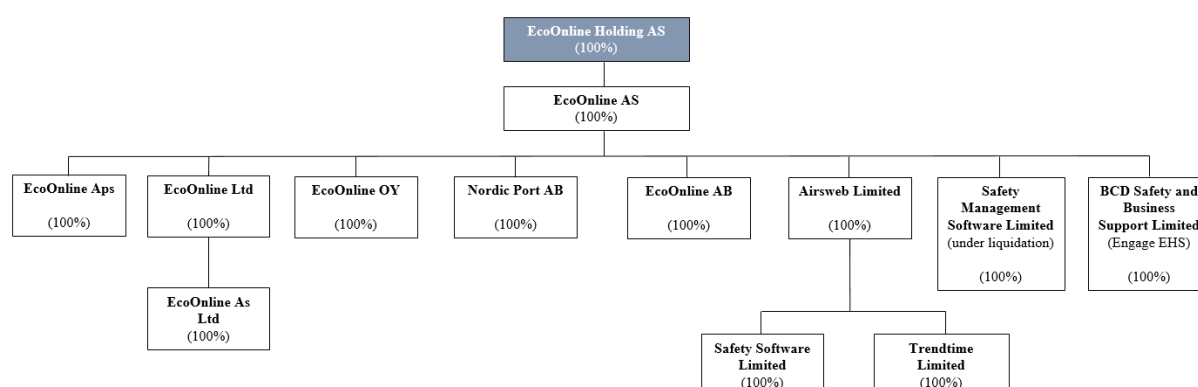 EcoOnline Holding AS
(100%)
EcoOnline AS
(100%)
EcoOnline Aps
(100%)
EcoOnline Ltd
(100%)
EcoOnline OY
(100%)
Nordic Port AB
(100%)
EcoOnline AB
(100%)
Airsweb Limited
(100%)
Safety
Management
Software Limited
(under liquidation)
(100%)
BCD Safety and
Business
Support Limited
(Engage EHS)
(100%)
EcoOnline As
Ltd
(100%)
Safety Software
Limited
(100%)
Trendtime
Limited
(100%)